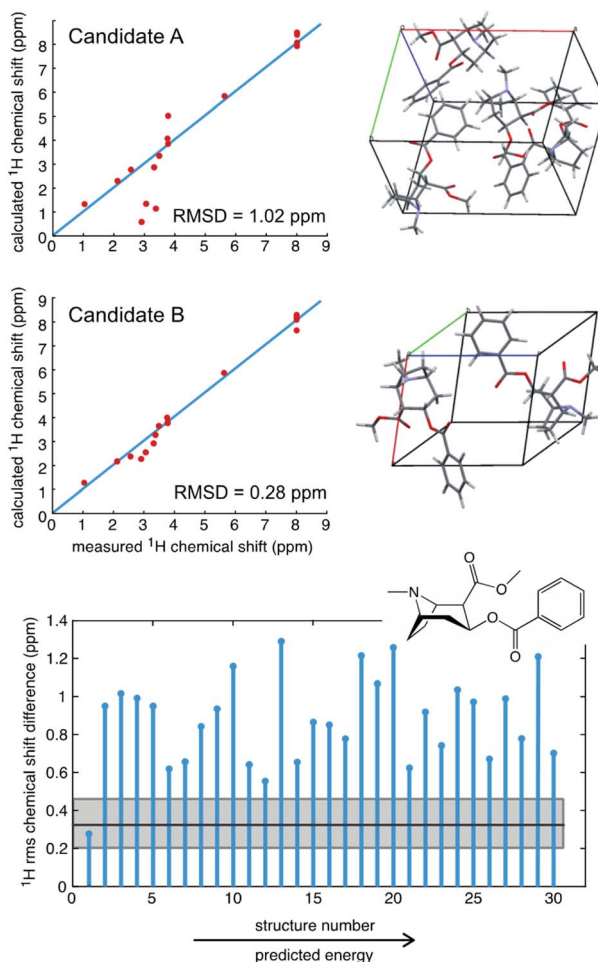 Candidate A
calculated ¹H chemical shift (ppm)
8
7
6
5
4
3
2
1
0
RMSD = 1.02 ppm
0 1 2 3 4 5 6 7 8 9
Candidate B
calculated ¹H chemical shift (ppm)
9
8
7
6
5
4
3
2
1
0
RMSD = 0.28 ppm
0 1 2 3 4 5 6 7 8 9
measured ¹H chemical shift (ppm)
N
O
O
O
O
¹H rms chemical shift difference (ppm)
1.4
1.2
1
0.8
0.6
0.4
0.2
0
0 5 10 15 20 25 30
structure number
predicted energy